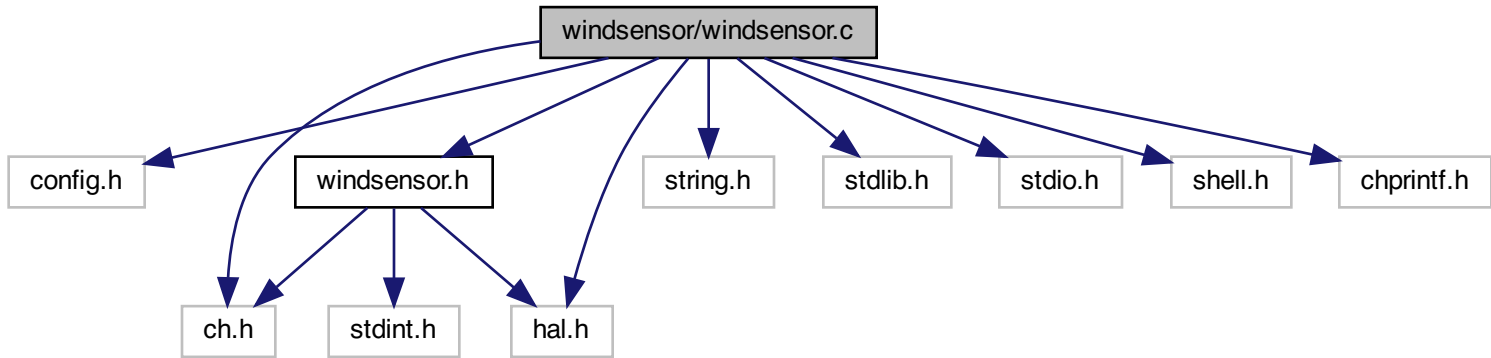 windsensor/windsensor.c
config.h
windsensor.h
string.h
stdlib.h
stdio.h
shell.h
chprintf.h
ch.h
stdint.h
hal.h